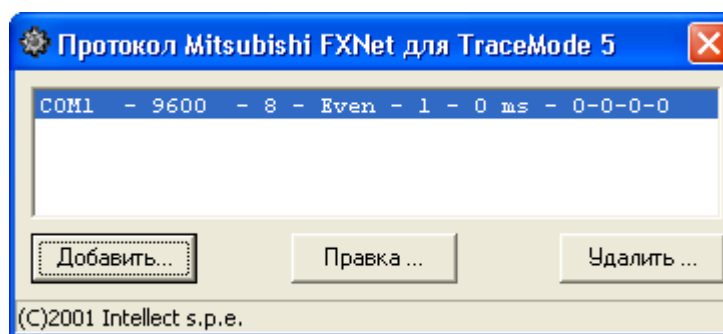 Протокол Mitsubishi FXNet для TraceMode 5
COM1 - 9600 - 8 - Even - 1 - 0 ms - 0-0-0-0
Добавить... Правка ... Удалить ...
(C)2001 Intellect s.p.e.